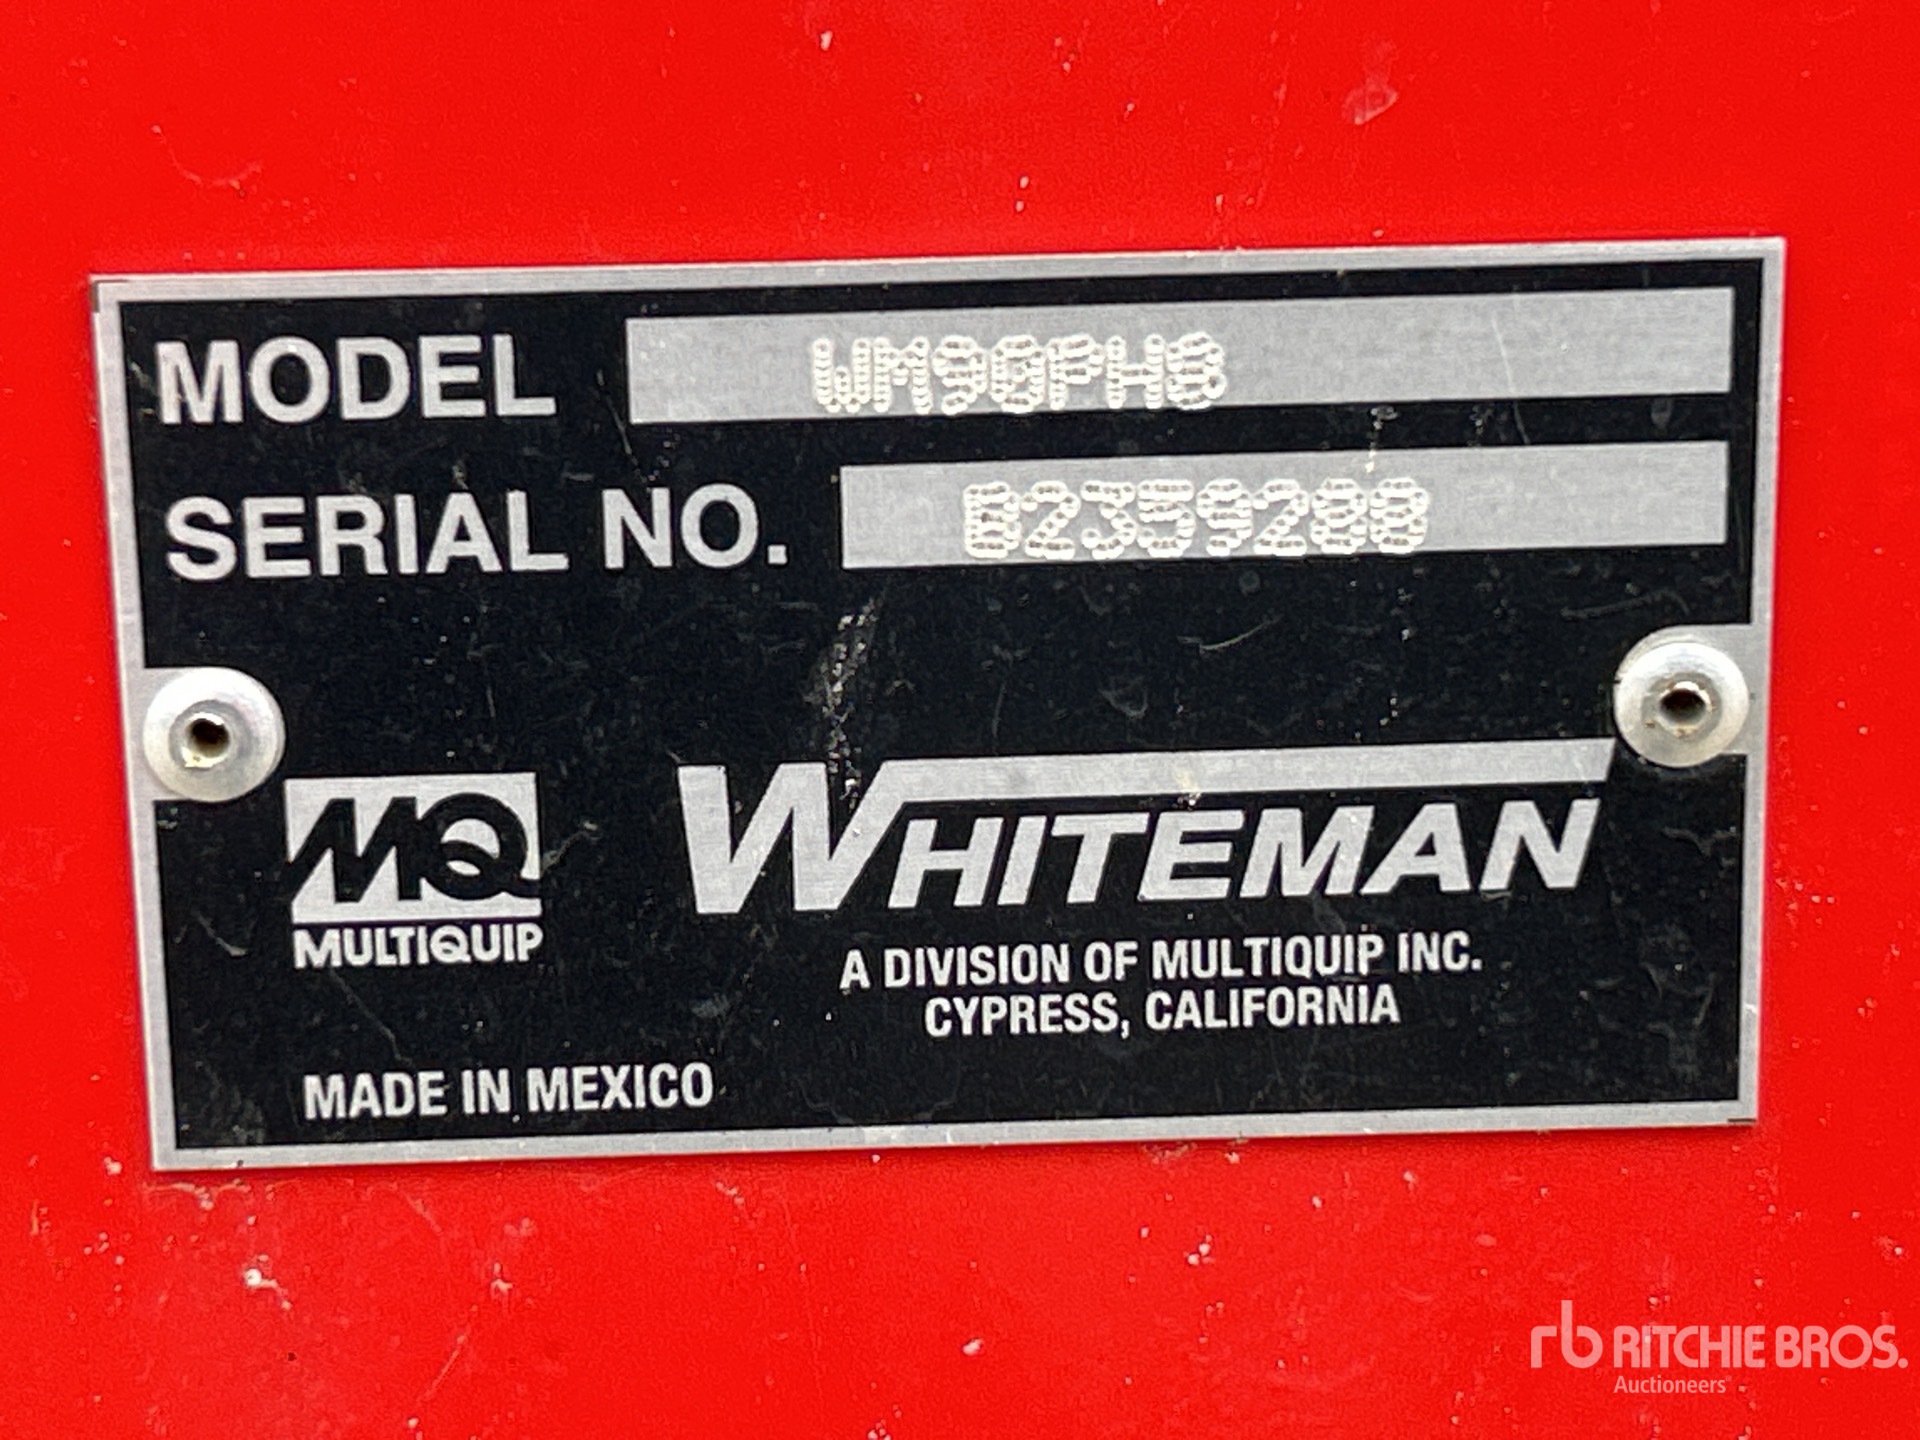 MODEL WM90PH8
SERIAL NO. B2359200
MQ
MULTIQUIP
WHITEMAN
A DIVISION OF MULTIQUIP INC.
CYPRESS, CALIFORNIA
MADE IN MEXICO
rb RITCHIE BROS.
Auctioneers